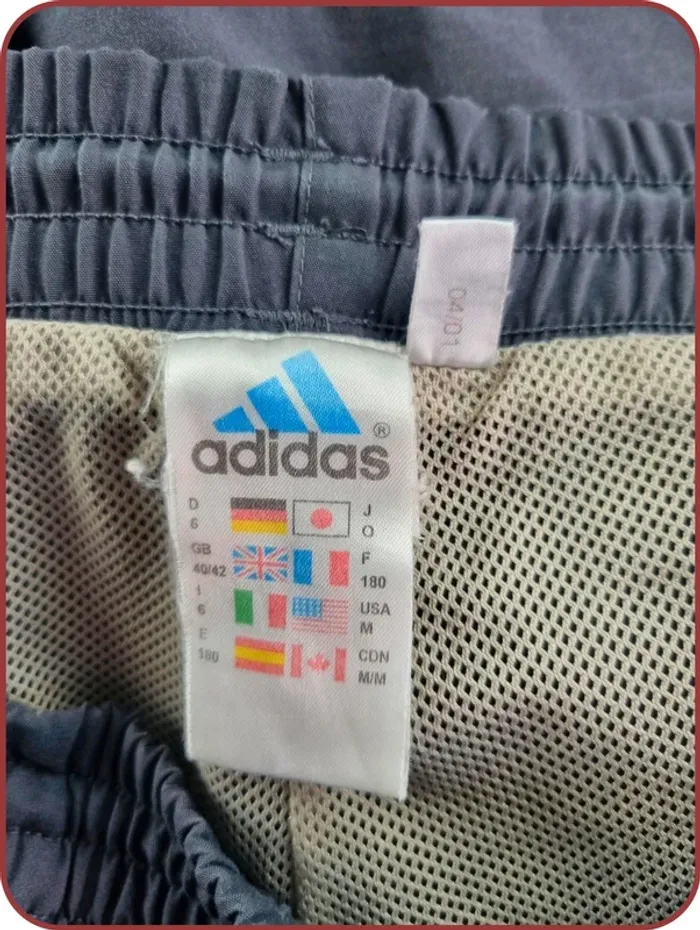 04/01
adidas®
D
6
J
O
GB
40/42
F
180
I
6
USA
M
E
180
CDN
M/M